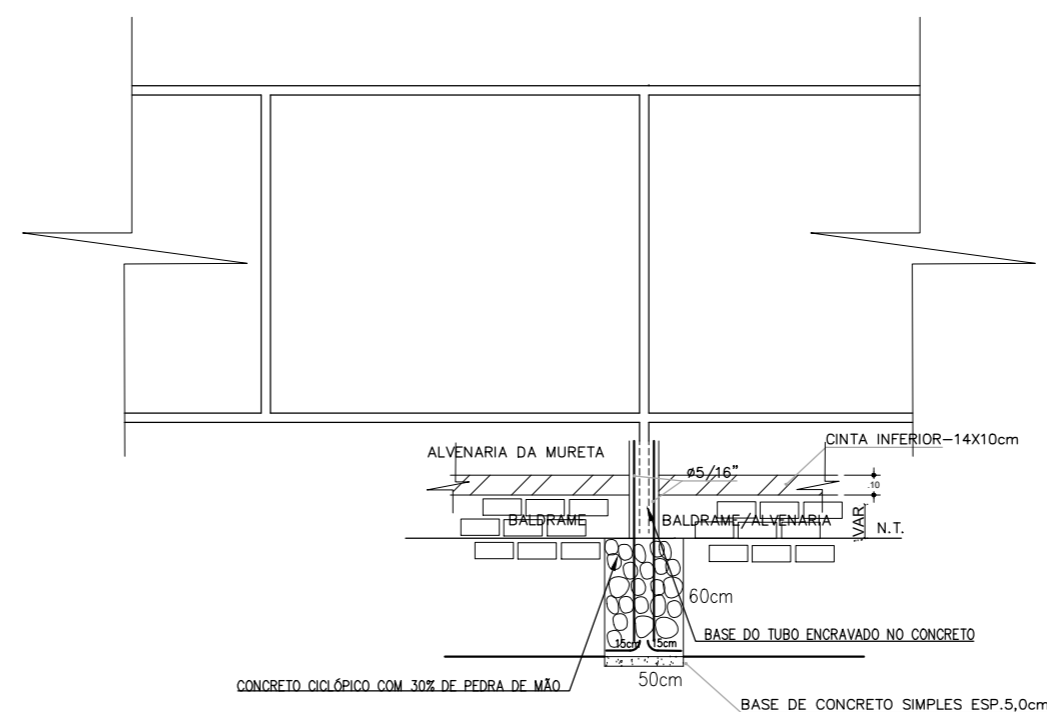 ALVENARIA DA MURETA
CINTA INFERIOR-14X10cm
ø5/16"
.10
BALDRAME
BALDRAME/ALVENARIA
VAR.
N.T.
60cm
15cm
15cm
BASE DO TUBO ENCRAVADO NO CONCRETO
50cm
CONCRETO CICLÓPICO COM 30% DE PEDRA DE MÃO
BASE DE CONCRETO SIMPLES ESP.5,0cm